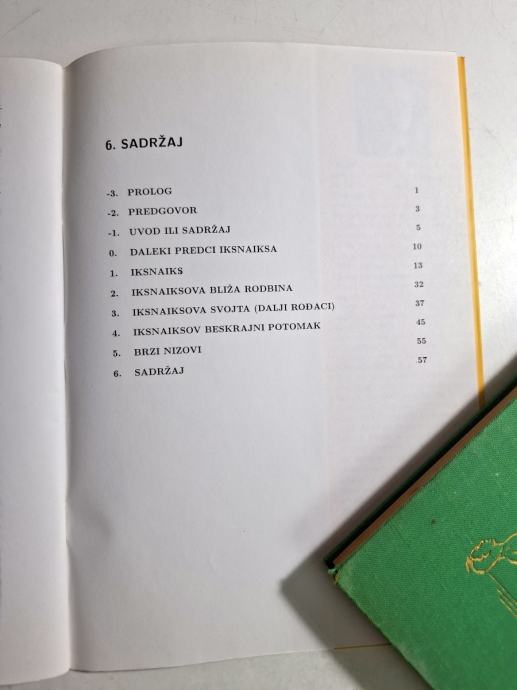 6. SADRŽAJ
-3. PROLOG 1
-2. PREDGOVOR 3
-1. UVOD ILI SADRŽAJ 5
0. DALEKI PREDCI IKSNAIKSA 10
1. IKSNAIKS 13
2. IKSNAIKSOVA BLIŽA RODBINA 32
3. IKSNAIKSOVA SVOJTA (DALJI ROĐACI) 37
4. IKSNAIKSOV BESKRAJNI POTOMAK 45
5. BRZI NIZOVI 55
6. SADRŽAJ 57